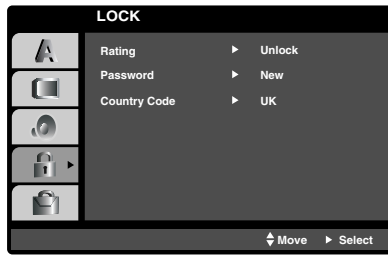 LOCK
A
Rating ► Unlock
Password ► New
Country Code ► UK
Move ► Select